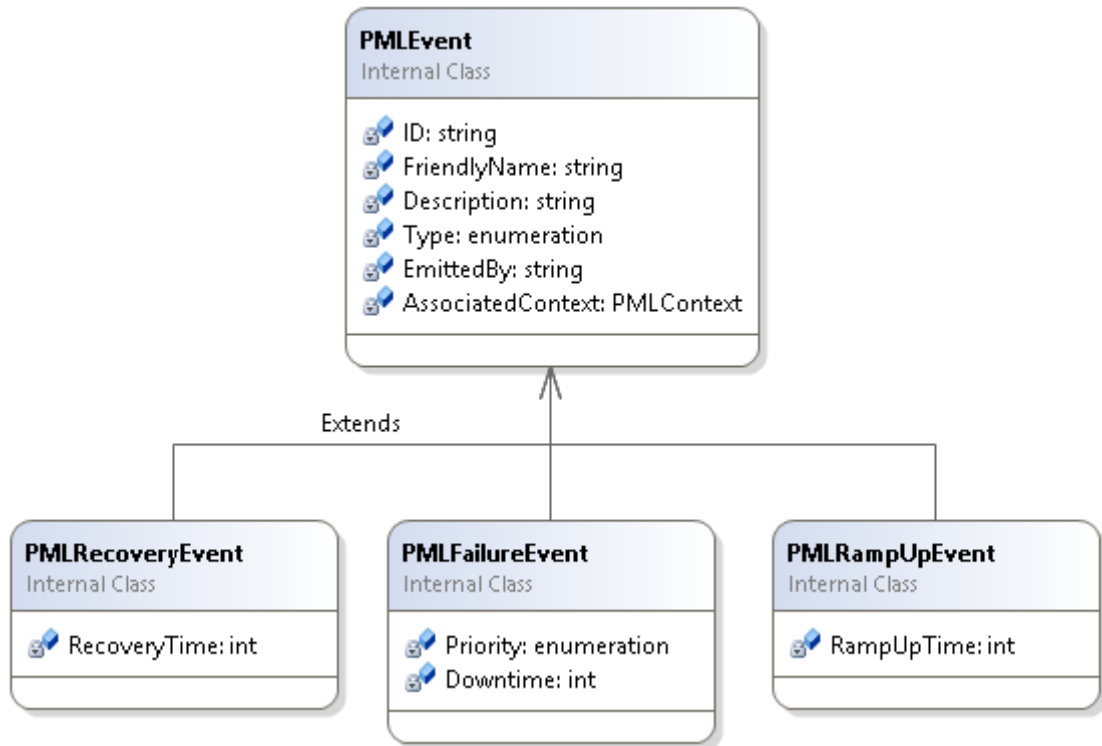 PMLEvent
Internal Class
ID: string
FriendlyName: string
Description: string
Type: enumeration
EmittedBy: string
AssociatedContext: PMLContext
Extends
PMLRecoveryEvent
Internal Class
RecoveryTime: int
PMLFailureEvent
Internal Class
Priority: enumeration
Downtime: int
PMLRampUpEvent
Internal Class
RampUpTime: int